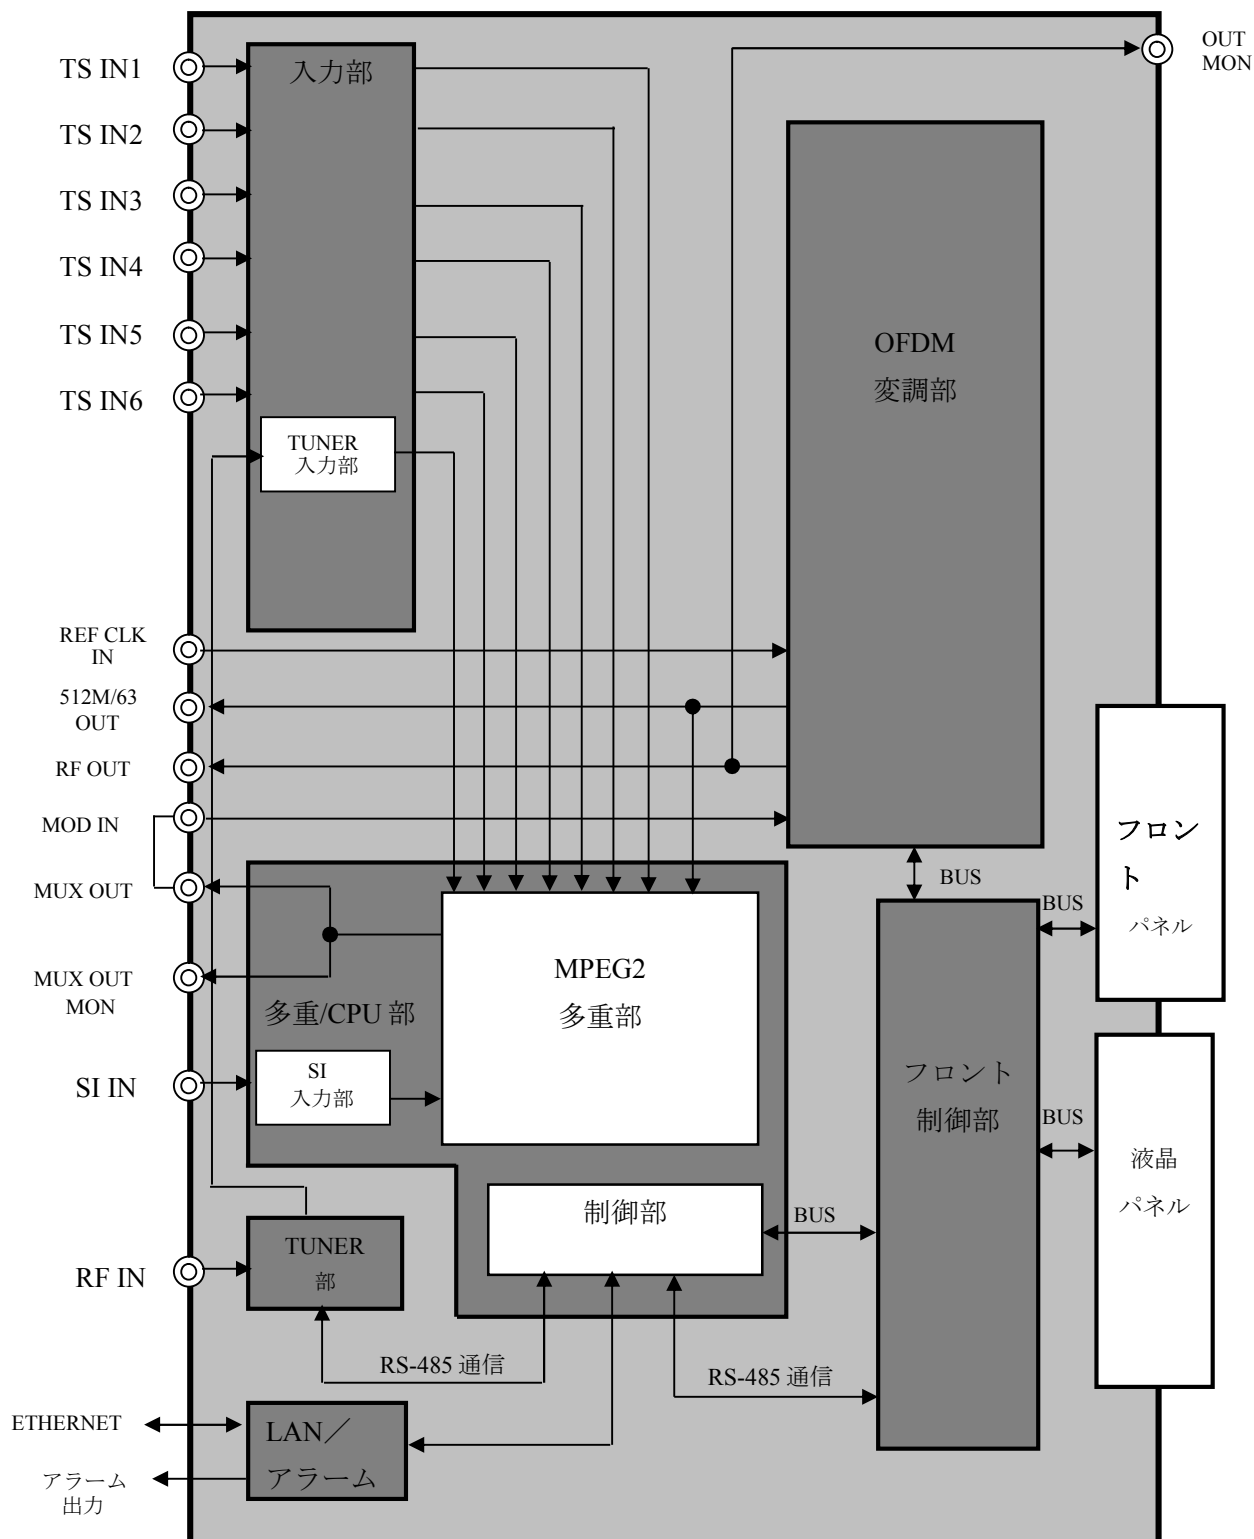 OUT
MON
TS IN1
入力部
TS IN2
TS IN3
TS IN4
TS IN5
OFDM
変調部
TS IN6
TUNER
入力部
REF CLK
IN
512M/63
OUT
RF OUT
MOD IN
フロン
ト
パネル
MUX OUT
BUS
BUS
MUX OUT
MON
MPEG2
多重部
多重/CPU 部
SI IN
SI
入力部
フロント
制御部
BUS
液晶
パネル
制御部
BUS
RF IN
TUNER
部
RS-485 通信
RS-485 通信
ETHERNET
LAN／
アラーム
アラーム
出力